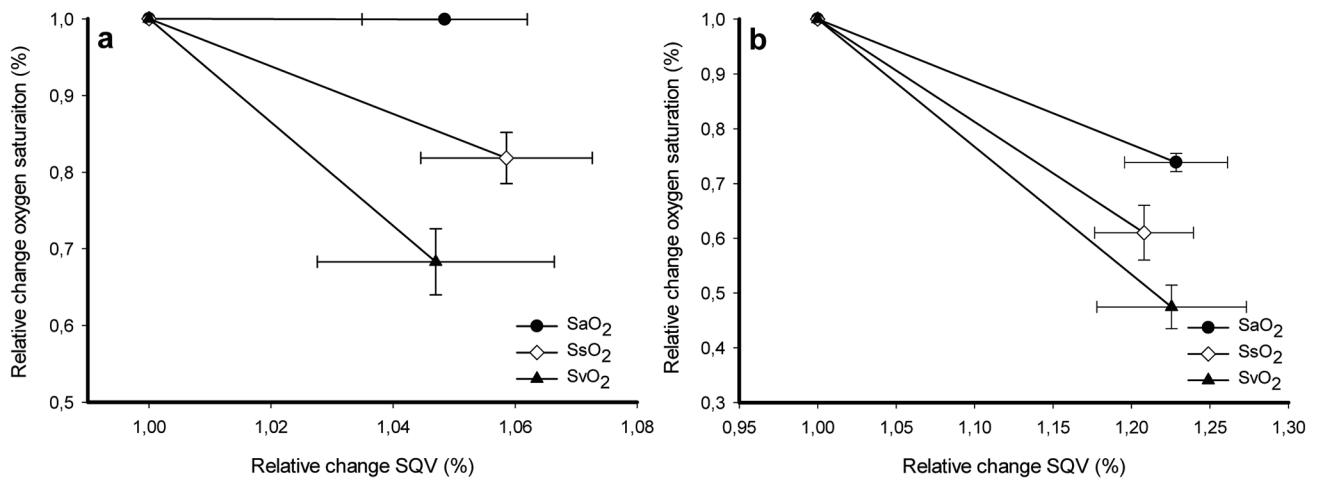 a
Relative change oxygen saturaiton (%)
1,0
0,9
0,8
0,7
0,6
0,5
1,00
1,02
1,04
1,06
1,08
Relative change SQV (%)
SaO2
SsO2
SvO2
b
Relative change oxygen saturation (%)
1,0
0,9
0,8
0,7
0,6
0,5
0,4
0,3
0,95
1,00
1,05
1,10
1,15
1,20
1,25
1,30
Relative change SQV (%)
SaO2
SsO2
SvO2